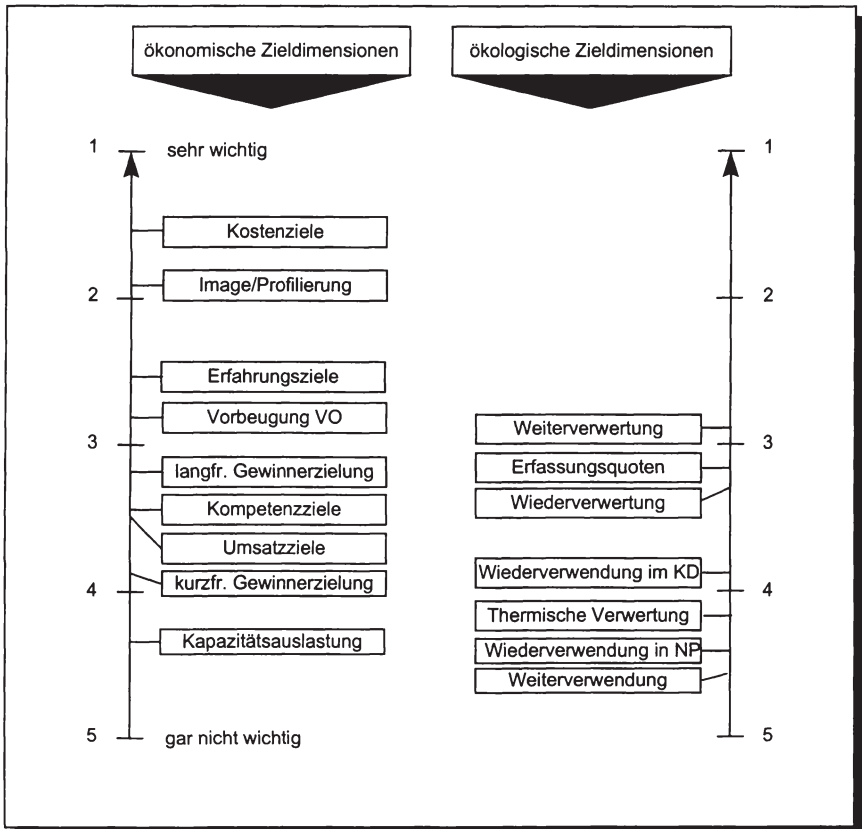 ökonomische Zieldimensionen
ökologische Zieldimensionen
1
sehr wichtig
Kostenziele
Image/Profilierung
2
Erfahrungsziele
Vorbeugung VO
3
langfr. Gewinnerzielung
Kompetenzziele
Umsatzziele
kurzfr. Gewinnerzielung
4
Kapazitätsauslastung
5
gar nicht wichtig
1
2
Weiterverwertung
3
Erfassungsquoten
Wiederverwertung
Wiederverwendung im KD
4
Thermische Verwertung
Wiederverwendung in NP
Weiterverwendung
5